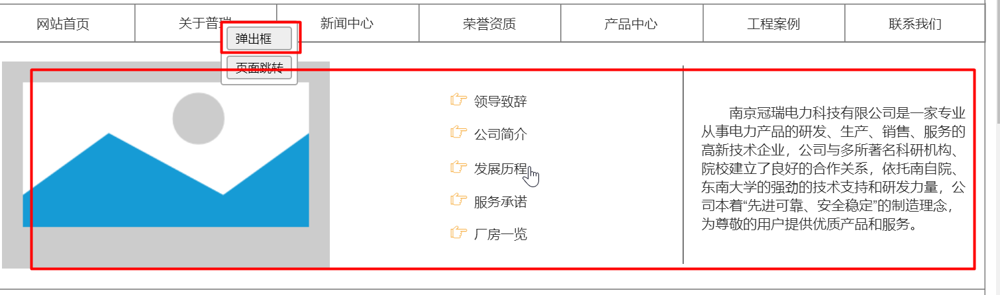 网站首页 关于普瑞 新闻中心 荣誉资质 产品中心 工程案例 联系我们
弹出框
页面跳转
领导致辞
公司简介
发展历程
服务承诺
厂房一览
南京冠瑞电力科技有限公司是一家专业
从事电力产品的研发、生产、销售、服务的
高新技术企业，公司与多所著名科研机构、
院校建立了良好的合作关系，依托南自院、
东南大学的强劲的技术支持和研发力量，公
司本着“先进可靠、安全稳定”的制造理念，
为尊敬的用户提供优质产品和服务。